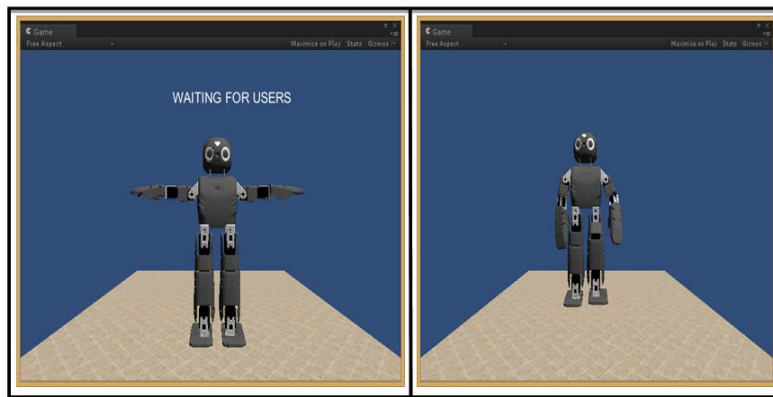 Game
Free Aspect
Maximize on Play Stats Gizmos
WAITING FOR USERS
Game
Free Aspect
Maximize on Play Stats Gizmos